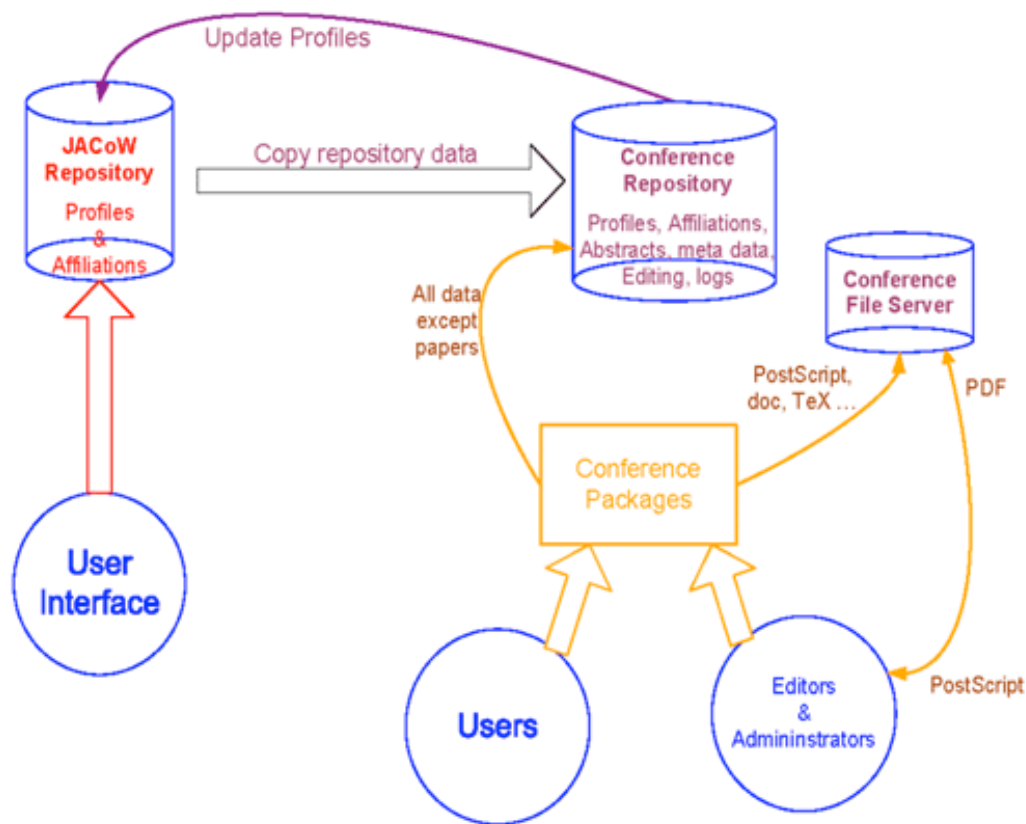 Update Profiles
JACoW
Repository
Profiles
&
Affiliations
Copy repository data
Conference
Repository
Profiles, Affiliations,
Abstracts, meta data,
Editing, logs
Conference
File Server
All data
except
papers
PostScript,
doc, TeX ...
PDF
Conference
Packages
User
Interface
Users
Editors
&
Admininstrators
PostScript